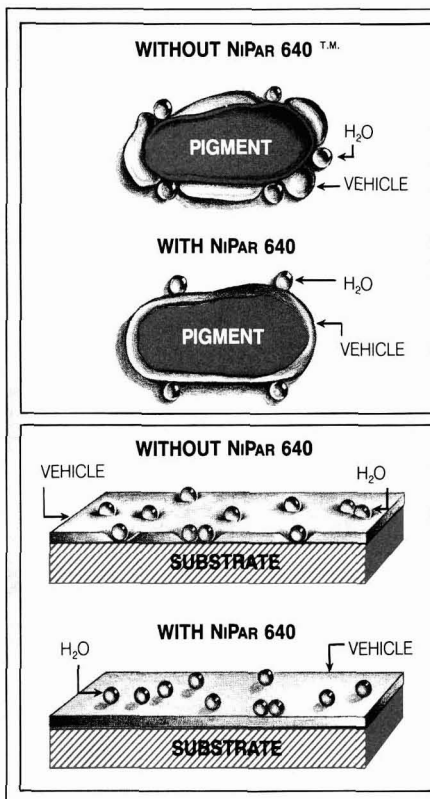 WITHOUT NIPAR 640 T.M.
PIGMENT
H₂O
VEHICLE
WITH NIPAR 640
H₂O
PIGMENT
VEHICLE
WITHOUT NIPAR 640
VEHICLE
H₂O
SUBSTRATE
WITH NIPAR 640
H₂O
VEHICLE
SUBSTRATE